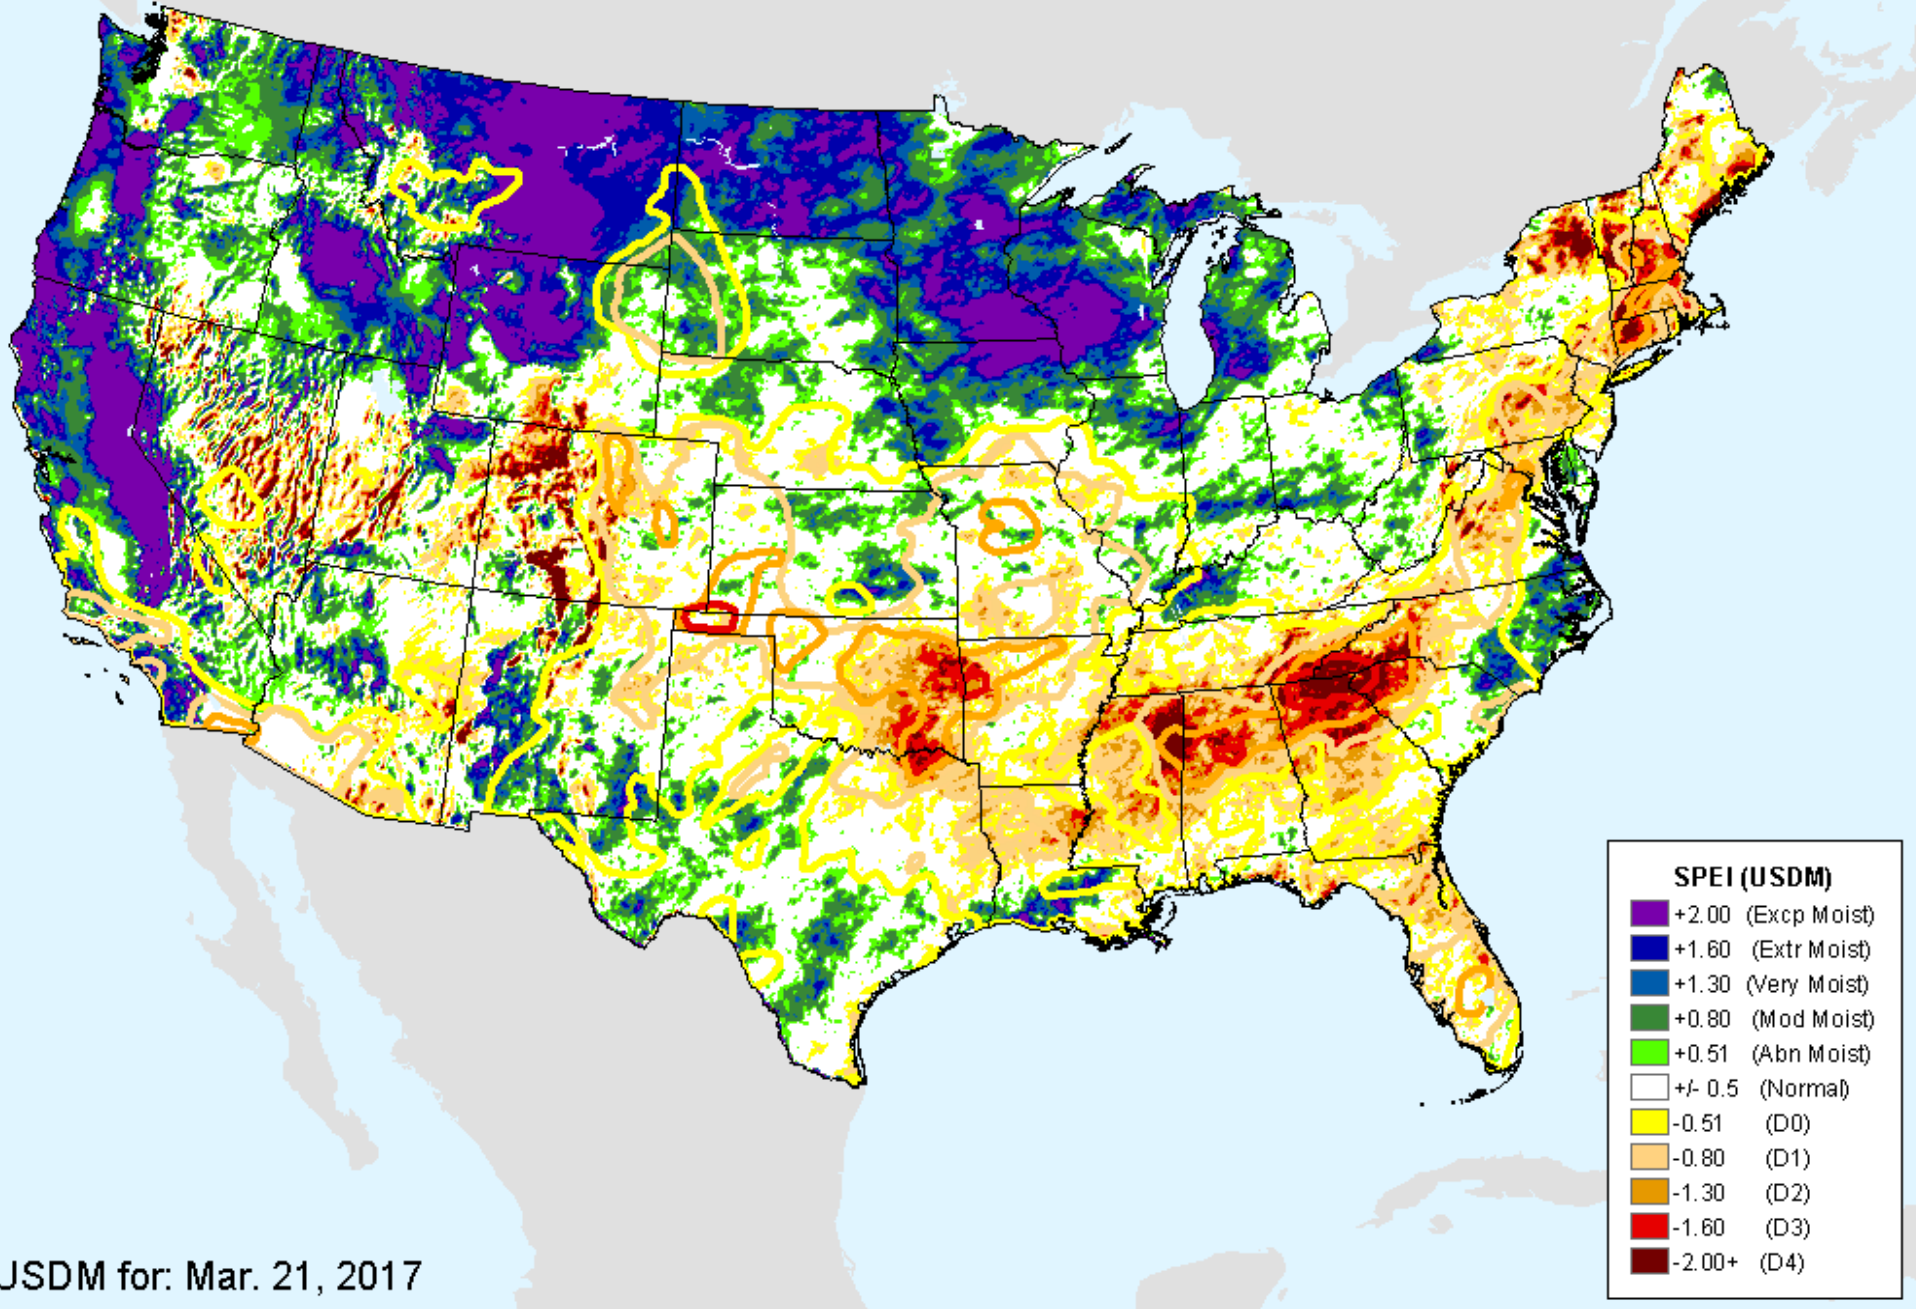 SPEI (USDM)
+2.00 (Excp Moist)
+1.60 (Extr Moist)
+1.30 (Very Moist)
+0.80 (Mod Moist)
+0.51 (Abn Moist)
+/- 0.5 (Normal)
-0.51 (D0)
-0.80 (D1)
-1.30 (D2)
-1.60 (D3)
-2.00+ (D4)
USDM for: Mar. 21, 2017